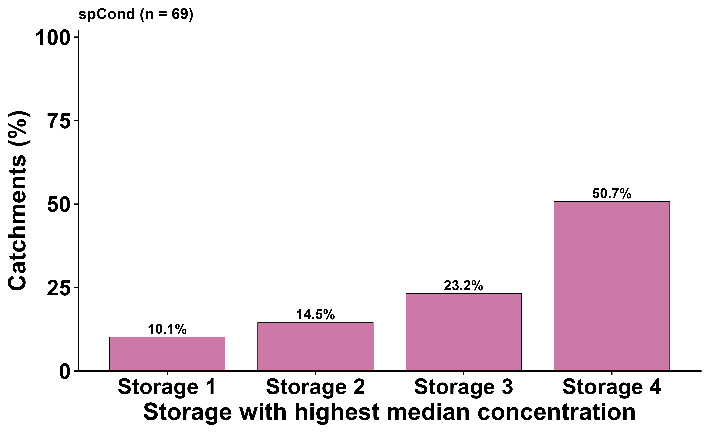 spCond (n = 69)
100
75
50
25
0
Catchments (%)
10.1%
14.5%
23.2%
50.7%
Storage 1
Storage 2
Storage 3
Storage 4
Storage with highest median concentration